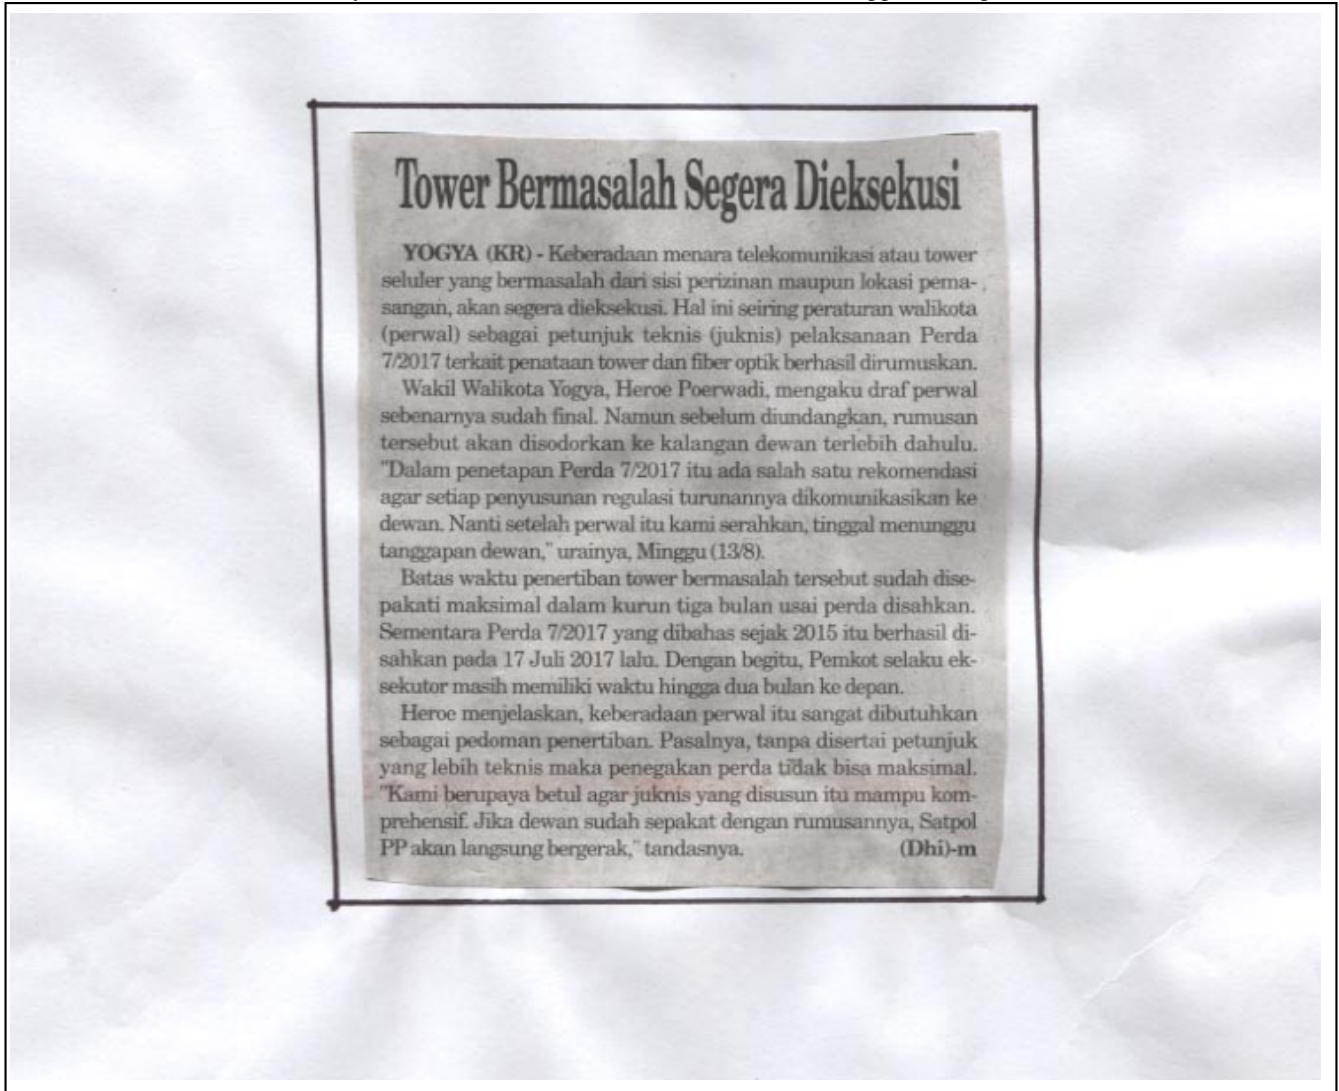 Tower Bermasalah Segera Dieksekusi
YOGYA (KR) - Keberadaan menara telekomunikasi atau tower
seluler yang bermasalah dari sisi perizinan maupun lokasi pema-
sangan, akan segera dieksekusi. Hal ini seiring peraturan walikota
(perwal) sebagai petunjuk teknis (juknis) pelaksanaan Perda
7/2017 terkait penataan tower dan fiber optik berhasil dirumuskan.
Wakil Walikota Yogya, Heroe Poerwadi, mengaku draf perwal
sebenarnya sudah final. Namun sebelum diundangkan, rumusan
tersebut akan disodorkan ke kalangan dewan terlebih dahulu.
"Dalam penetapan Perda 7/2017 itu ada salah satu rekomendasi
agar setiap penyusunan regulasi turunannya dikomunikasikan ke
dewan. Nanti setelah perwal itu kami serahkan, tinggal menunggu
tanggapan dewan," urainya, Minggu (13/8).
Batas waktu penertiban tower bermasalah tersebut sudah dise-
pakati maksimal dalam kurun tiga bulan usai perda disahkan.
Sementara Perda 7/2017 yang dibahas sejak 2015 itu berhasil di-
sahkan pada 17 Juli 2017 lalu. Dengan begitu, Pemkot selaku ek-
sekutor masih memiliki waktu hingga dua bulan ke depan.
Heroe menjelaskan, keberadaan perwal itu sangat dibutuhkan
sebagai pedoman penertiban. Pasalnya, tanpa disertai petunjuk
yang lebih teknis maka penegakan perda tidak bisa maksimal.
"Kami berupaya betul agar juknis yang disusun itu mampu kom-
prehensif. Jika dewan sudah sepakat dengan rumusannya, Satpol
PP akan langsung bergerak," tandasnya. (Dhi)-m